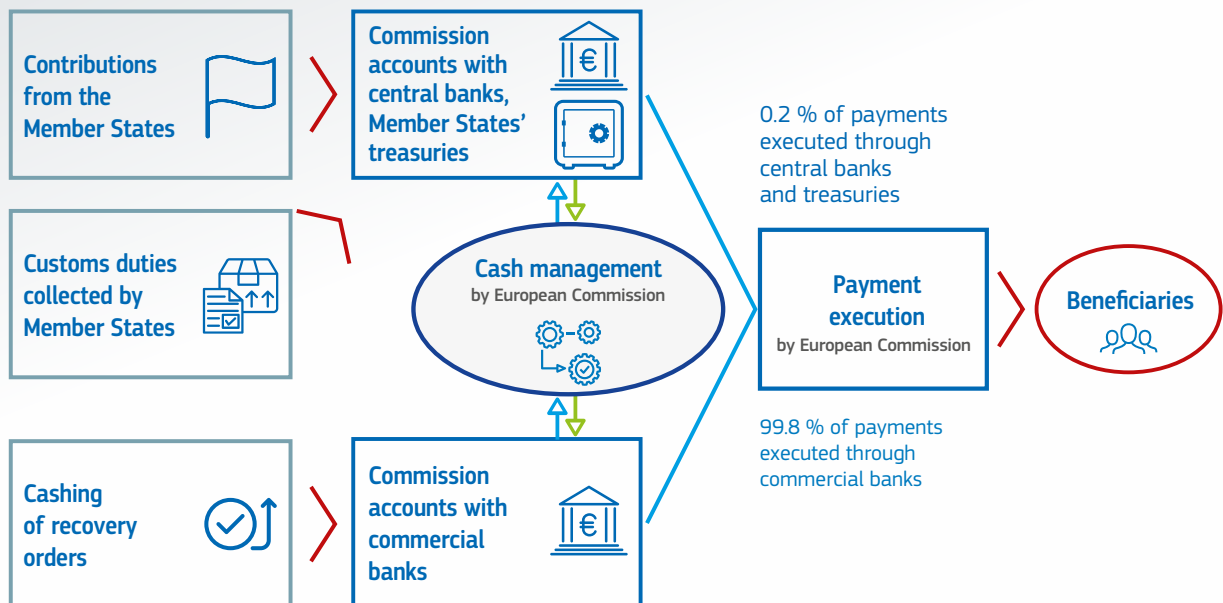 Contributions
from the
Member States
Commission
accounts with
central banks,
Member States’
treasuries
€
0.2 % of payments
executed through
central banks
and treasuries
Customs duties
collected by
Member States
Cash management
by European Commission
Payment
execution
by European Commission
Beneficiaries
99.8 % of payments
executed through
commercial banks
Cashing
of recovery
orders
Commission
accounts with
commercial
banks
€